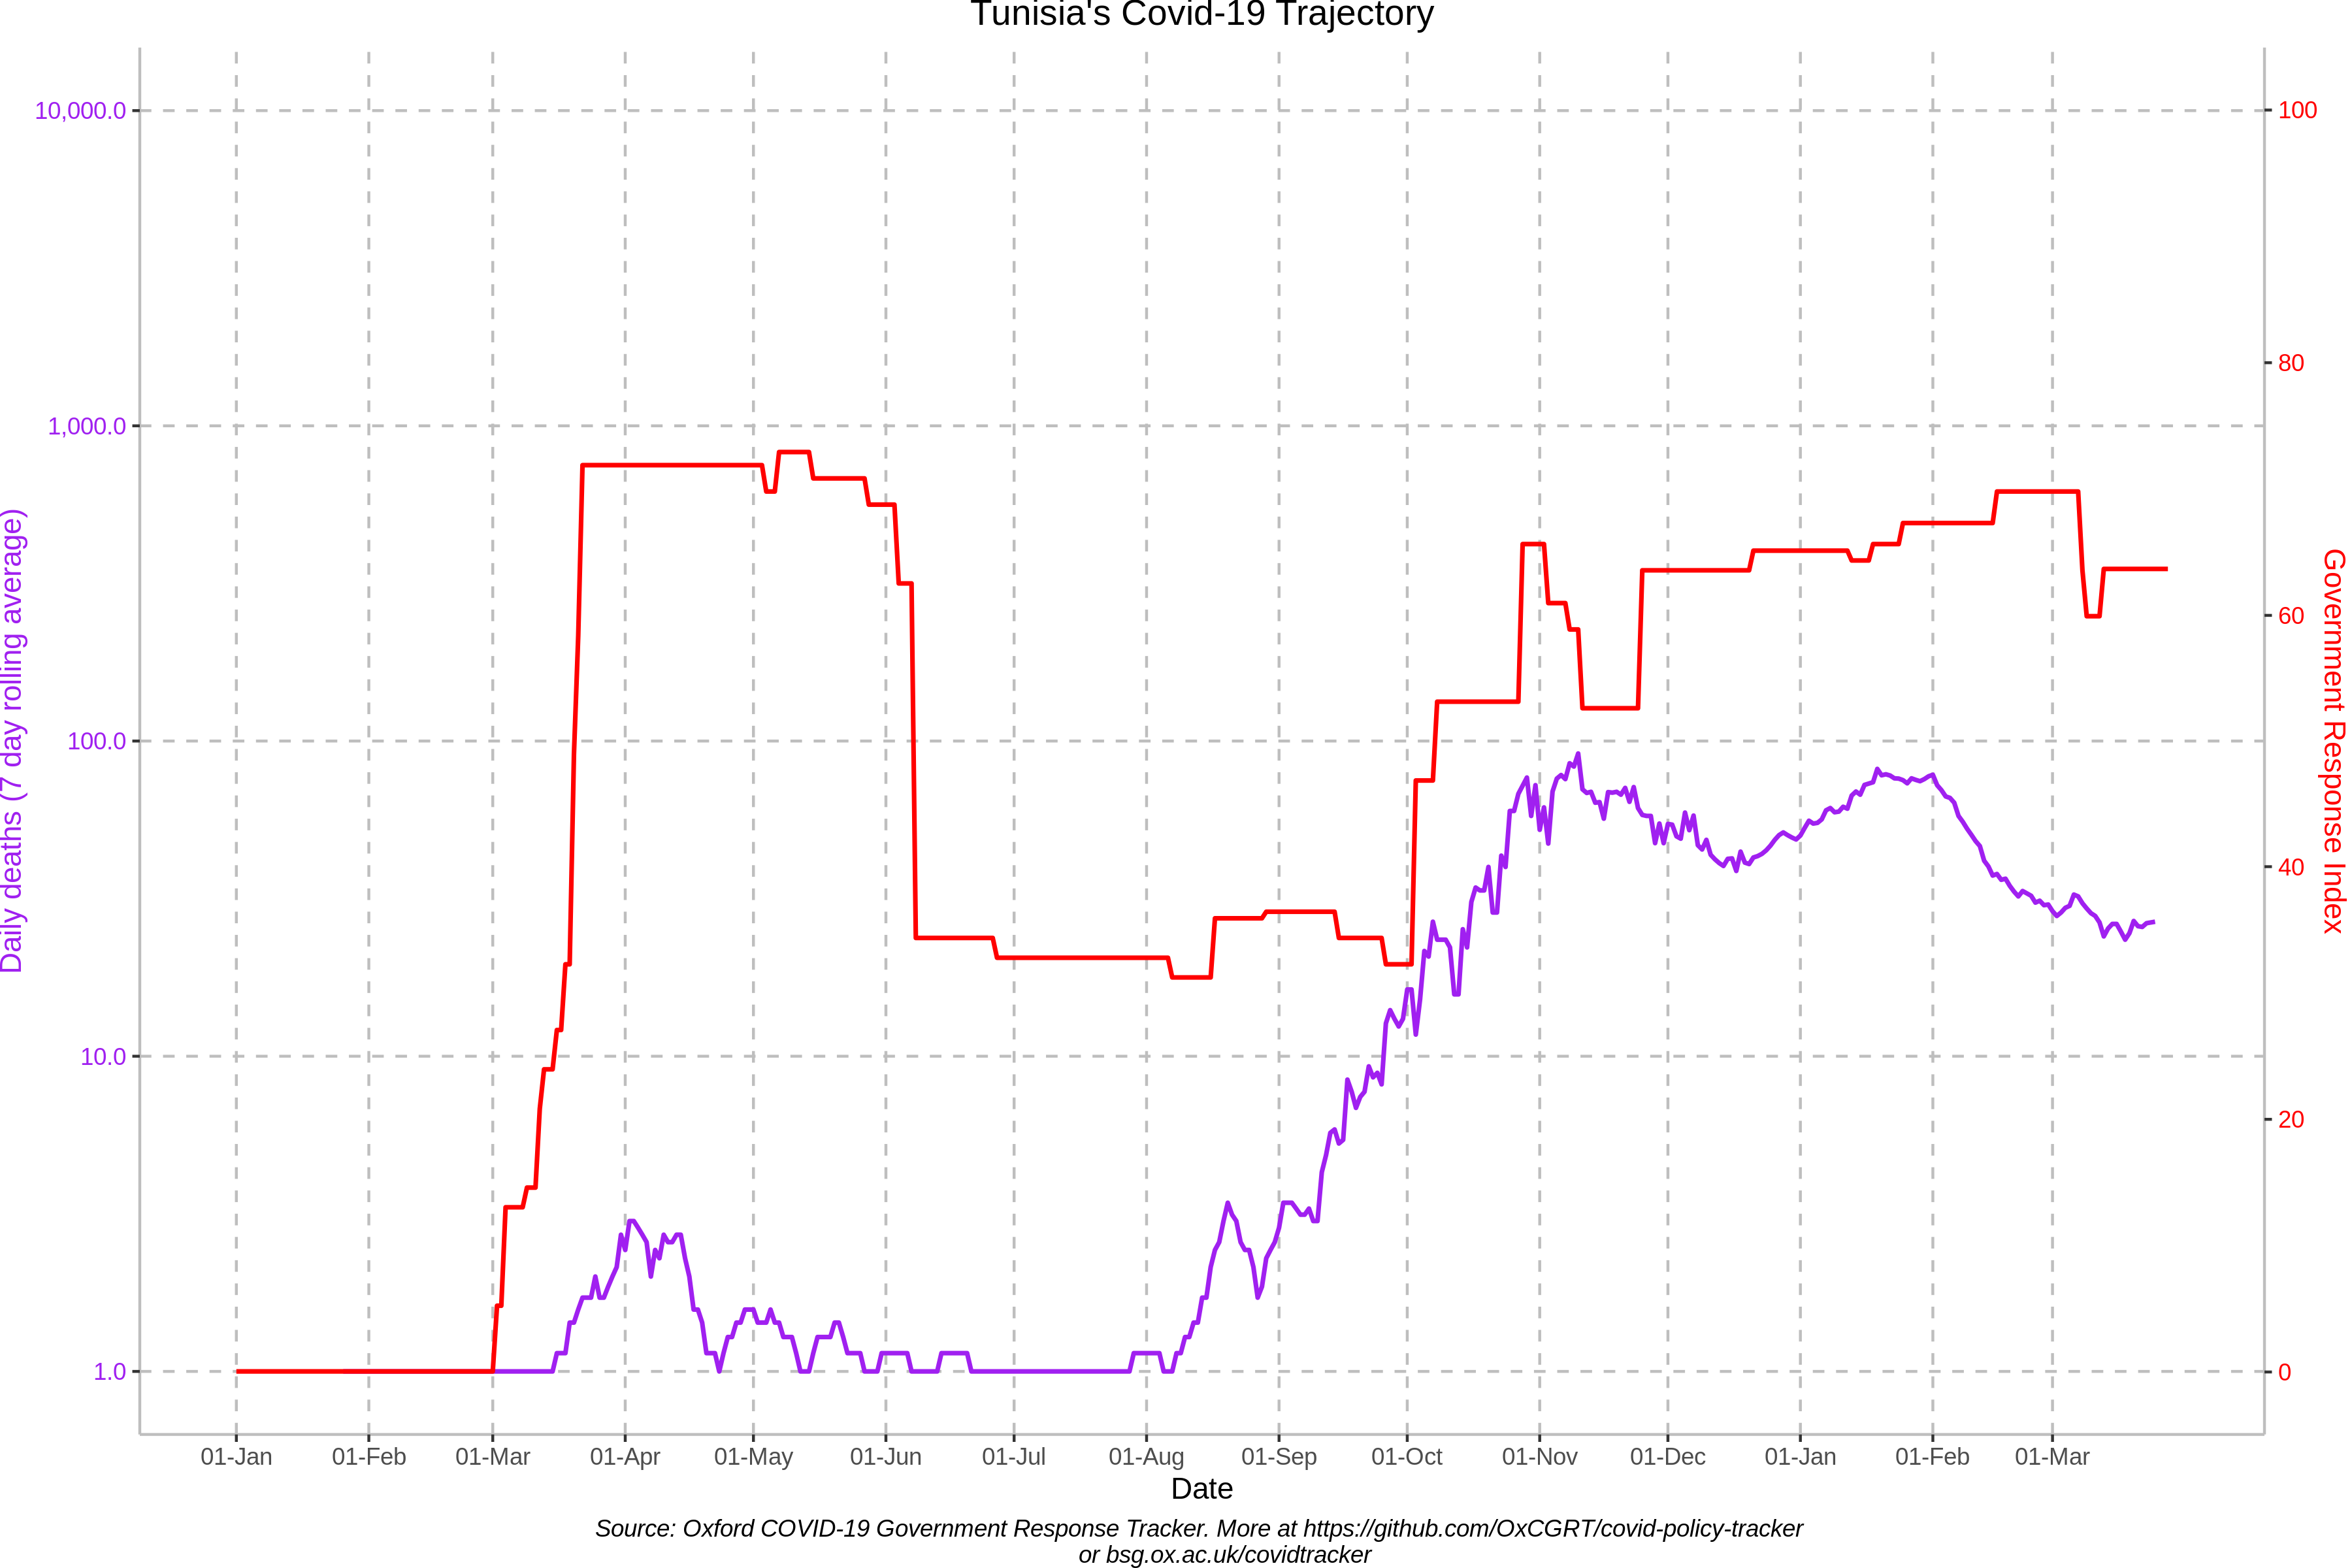 Tunisia's Covid-19 Trajectory
10,000.0
1,000.0
100.0
10.0
1.0
Daily deaths (7 day rolling average)
100
80
60
40
20
0
Government Response Index
01-Jan 01-Feb 01-Mar 01-Apr 01-May 01-Jun 01-Jul 01-Aug 01-Sep 01-Oct 01-Nov 01-Dec 01-Jan 01-Feb 01-Mar
Date
Source: Oxford COVID-19 Government Response Tracker. More at https://github.com/OxCGRT/covid-policy-tracker
or bsg.ox.ac.uk/covidtracker